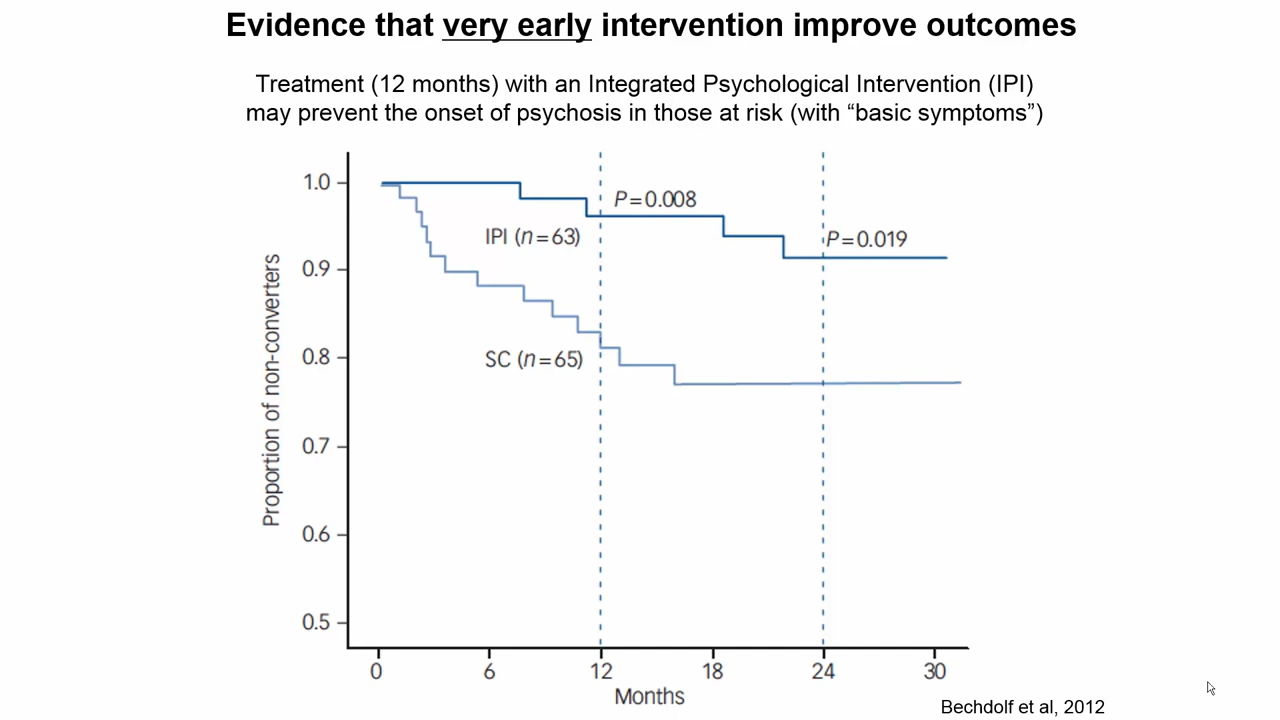 Evidence that very early intervention improve outcomes
Treatment (12 months) with an Integrated Psychological Intervention (IPI)
may prevent the onset of psychosis in those at risk (with “basic symptoms”)
Proportion of non-converters
1.0
0.9
0.8
0.7
0.6
0.5
P=0.008
IPI (n=63)
P=0.019
SC (n=65)
0 6 12 18 24 30
Months
Bechdolf et al, 2012